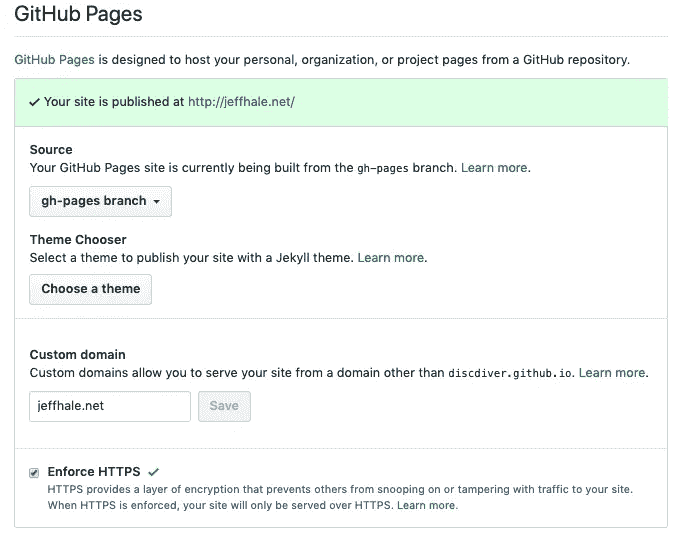 GitHub Pages
GitHub Pages is designed to host your personal, organization, or project pages from a GitHub repository.
Your site is published at http://jeffhale.net/
Source
Your GitHub Pages site is currently being built from the gh-pages branch. Learn more.
gh-pages branch
Theme Chooser
Select a theme to publish your site with a Jekyll theme. Learn more.
Choose a theme
Custom domain
Custom domains allow you to serve your site from a domain other than discdiver.github.io. Learn more.
jeffhale.net Save
Enforce HTTPS
HTTPS provides a layer of encryption that prevents others from snooping on or tampering with traffic to your site.
When HTTPS is enforced, your site will only be served over HTTPS. Learn more.